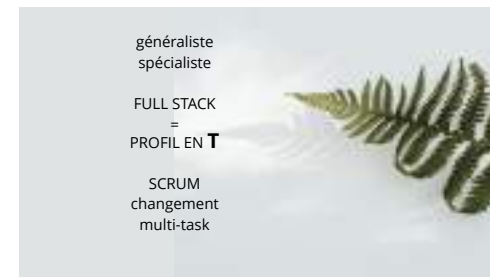 généraliste
spécialiste
FULL STACK
=
PROFIL EN T
SCRUM
changement
multi-task